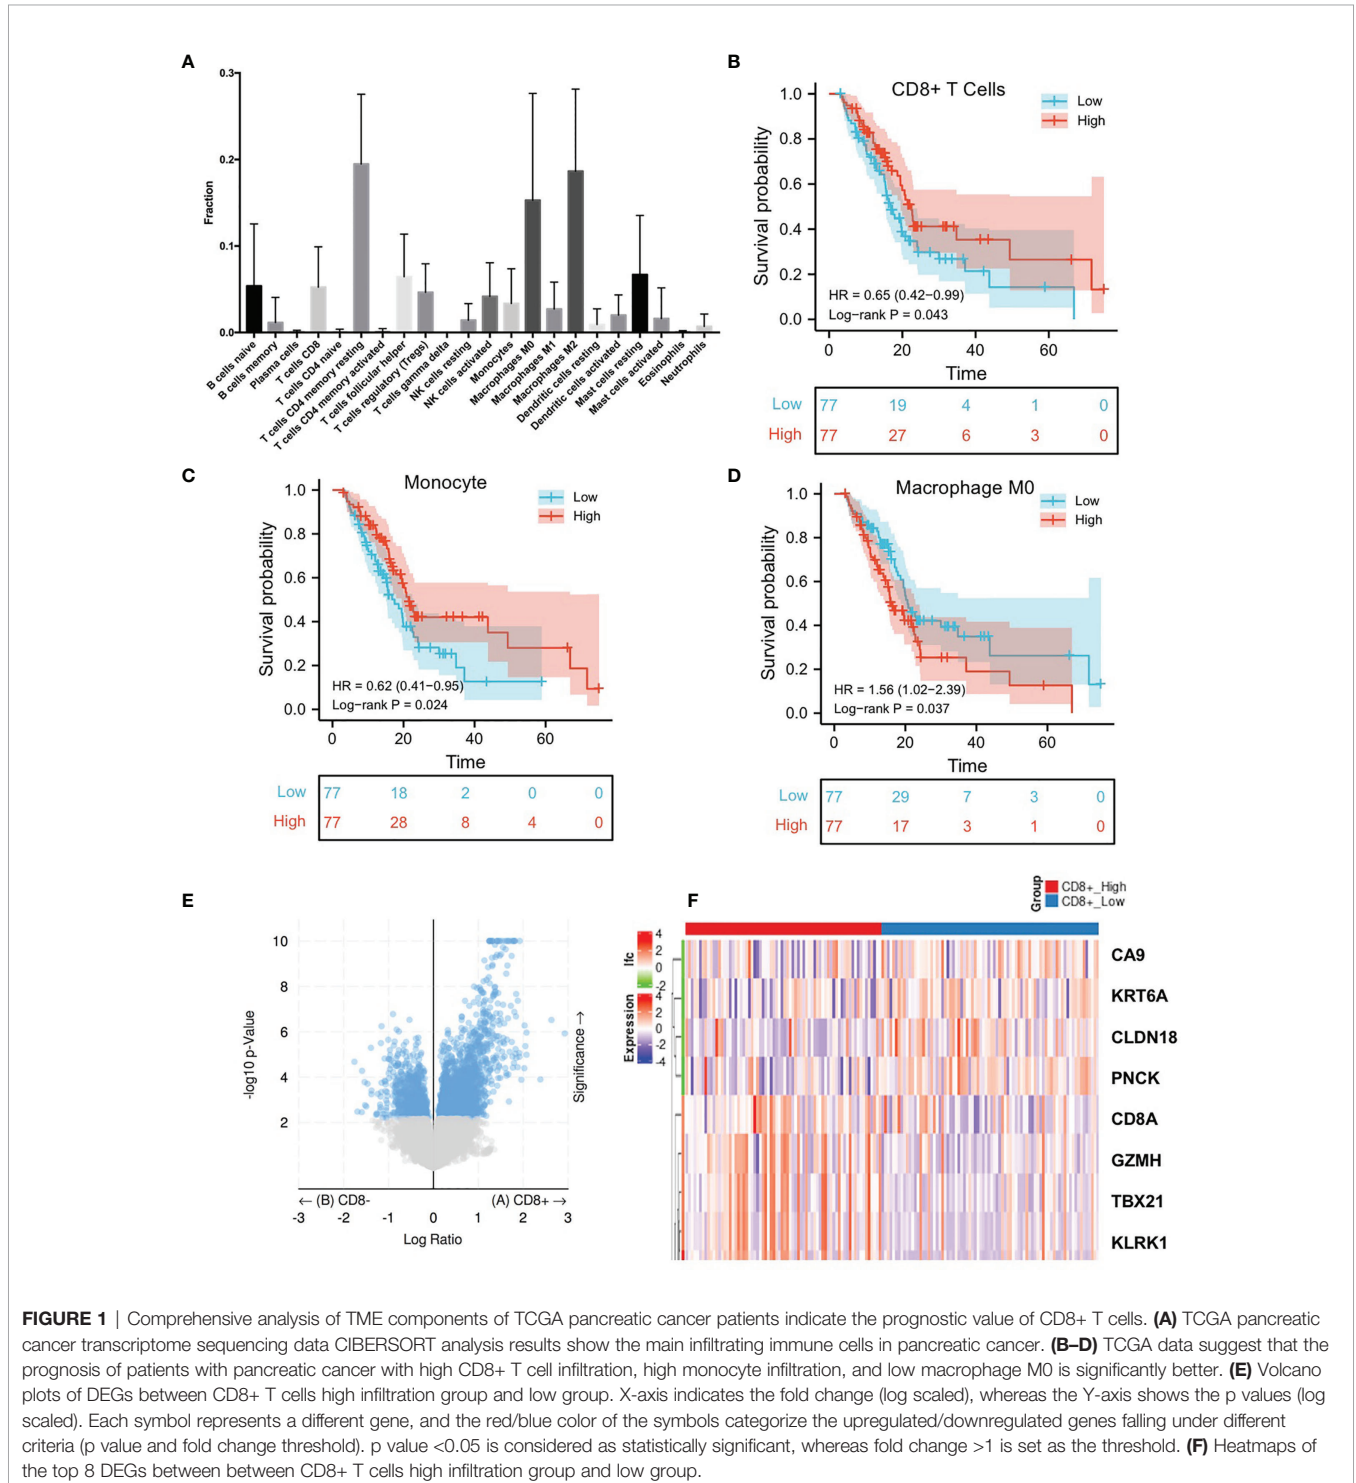 A
0.3
0.2
0.1
0.0
Fraction
B cells naive
B cells memory
Plasma cells
T cells CD8
T cells CD4 naive
T cells CD4 memory resting
T cells CD4 memory activated
T cells follicular helper
T cells regulatory (Tregs)
T cells gamma delta
NK cells resting
NK cells activated
Monocytes
Macrophages M0
Macrophages M1
Macrophages M2
Dendritic cells resting
Dendritic cells activated
Mast cells resting
Mast cells activated
Eosinophils
Neutrophils
B
CD8+ T Cells
Low
High
1.0
0.8
0.6
0.4
0.2
0.0
Survival probability
HR = 0.65 (0.42−0.99)
Log−rank P = 0.043
0 20 40 60
Time
Low 77 19 4 1 0
High 77 27 6 3 0
C
Monocyte
Low
High
1.0
0.8
0.6
0.4
0.2
0.0
Survival probability
HR = 0.62 (0.41−0.95)
Log−rank P = 0.024
0 20 40 60
Time
Low 77 18 2 0 0
High 77 28 8 4 0
D
Macrophage M0
Low
High
1.0
0.8
0.6
0.4
0.2
0.0
Survival probability
HR = 1.56 (1.02−2.39)
Log−rank P = 0.037
0 20 40 60
Time
Low 77 29 7 3 0
High 77 17 3 1 0
E
10
8
6
4
2
-log10 p-Value
Significance →
← (B) CD8- (A) CD8+ →
-3 -2 -1 0 1 2 3
Log Ratio
F
Group
CD8+_High
CD8+_Low
lfc
4
2
0
-2
Expression
4
2
0
-2
-4
CA9
KRT6A
CLDN18
PNCK
CD8A
GZMH
TBX21
KLRK1
FIGURE 1 | Comprehensive analysis of TME components of TCGA pancreatic cancer patients indicate the prognostic value of CD8+ T cells. (A) TCGA pancreatic
cancer transcriptome sequencing data CIBERSORT analysis results show the main infiltrating immune cells in pancreatic cancer. (B–D) TCGA data suggest that the
prognosis of patients with pancreatic cancer with high CD8+ T cell infiltration, high monocyte infiltration, and low macrophage M0 is significantly better. (E) Volcano
plots of DEGs between CD8+ T cells high infiltration group and low group. X-axis indicates the fold change (log scaled), whereas the Y-axis shows the p values (log
scaled). Each symbol represents a different gene, and the red/blue color of the symbols categorize the upregulated/downregulated genes falling under different
criteria (p value and fold change threshold). p value <0.05 is considered as statistically significant, whereas fold change >1 is set as the threshold. (F) Heatmaps of
the top 8 DEGs between between CD8+ T cells high infiltration group and low group.